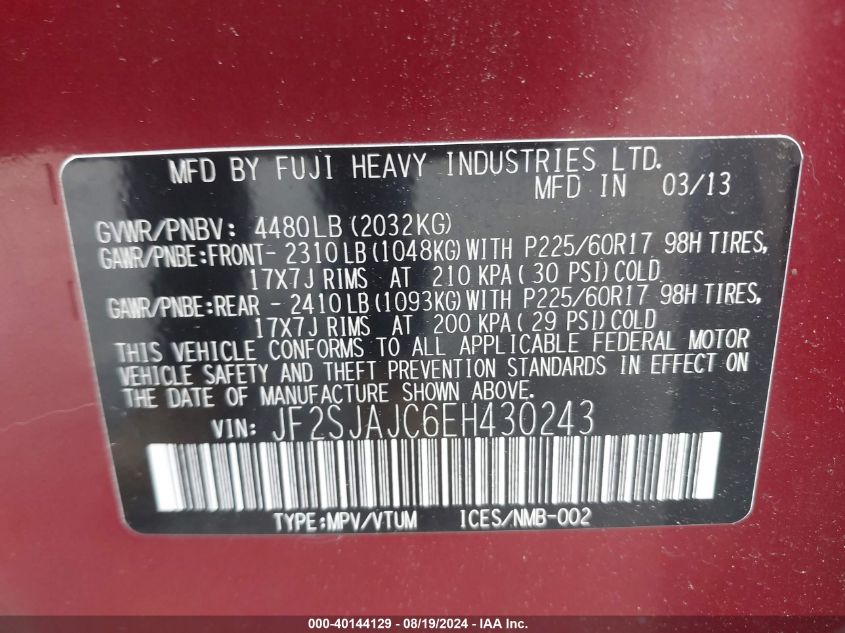 MFD BY FUJI HEAVY INDUSTRIES LTD.
MFD IN 03/13
GVWR/PNBV: 4480LB(2032KG)
GAWR/PNBE:FRONT- 2310LB(1048KG)WITH P225/60R17 98H TIRES,
17X7J RIMS AT 210 KPA( 30 PSI)COLD
GAWR/PNBE:REAR - 2410LB(1093KG)WITH P225/60R17 98H TIRES,
17X7J RIMS AT 200 KPA( 29 PSI)COLD
THIS VEHICLE CONFORMS TO ALL APPLICABLE FEDERAL MOTOR
VEHICLE SAFETY AND THEFT PREVENTION STANDARDS IN EFFECT ON
THE DATE OF MANUFACTURE SHOWN ABOVE.
VIN: JF2SJAJC6EH430243
TYPE:MPV/VTUM ICES/NMB-002
000-40144129 - 08/19/2024 - IAA Inc.